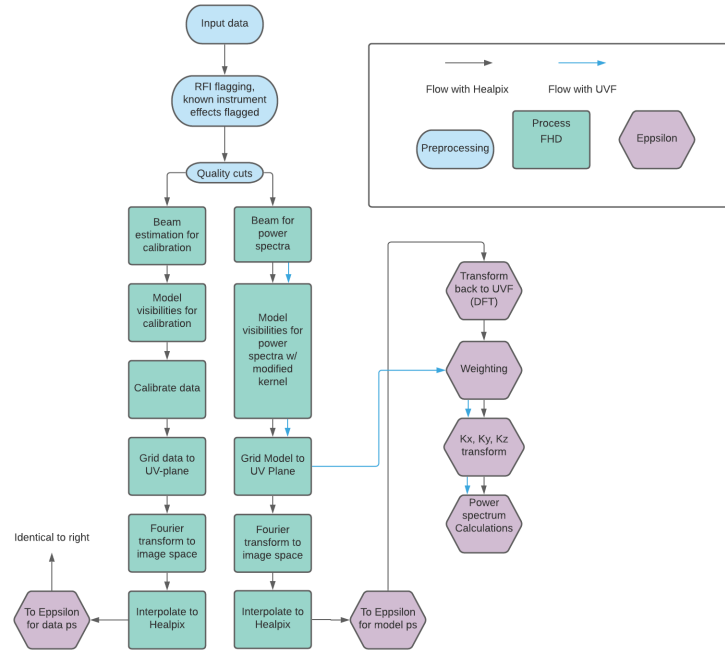 Input data
RFI flagging,
known instrument
effects flagged
Quality cuts
Flow with Healpix
Flow with UVF
Preprocessing
Process
FHD
Eppsilon
Beam
estimation for
calibration
Model
visibilities for
calibration
Calibrate data
Grid data to
UV-plane
Fourier
transform to
image space
Interpolate to
Healpix
To Eppsilon
for data ps
Identical to right
Beam for
power
spectra
Model
visibilities for
power
spectra w/
modified
kernel
Grid Model to
UV Plane
Fourier
transform to
image space
Interpolate to
Healpix
To Eppsilon
for model ps
Transform
back to UVF
(DFT)
Weighting
Kx, Ky, Kz
transform
Power
spectrum
Calculations